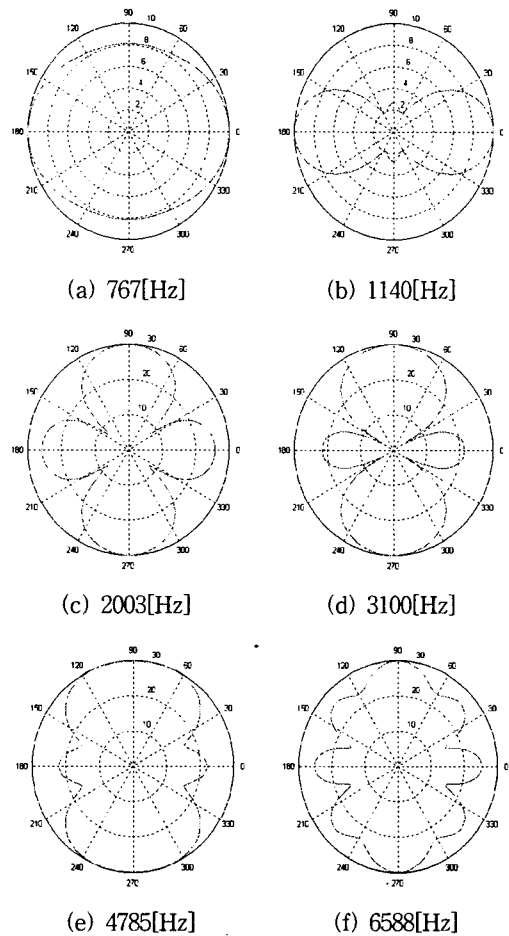 90 10 90 10
120 60 120 60
8 8
150 6 30 150 6 30
4 4
2 2
180 0 180 0
210 330 210 330
240 300 240 300
270 270
(a) 767[Hz] (b) 1140[Hz]
90 30 90 30
120 60 120 60
20 20
150 30 150 30
10 10
180 0 180 0
210 330 210 330
240 300 240 300
270 270
(c) 2003[Hz] (d) 3100[Hz]
90 30 90 30
120 60 120 60
20 20
150 30 150 30
10 10
180 0 180 0
210 330 210 330
240 300 240 300
270 270
(e) 4785[Hz] (f) 6588[Hz]